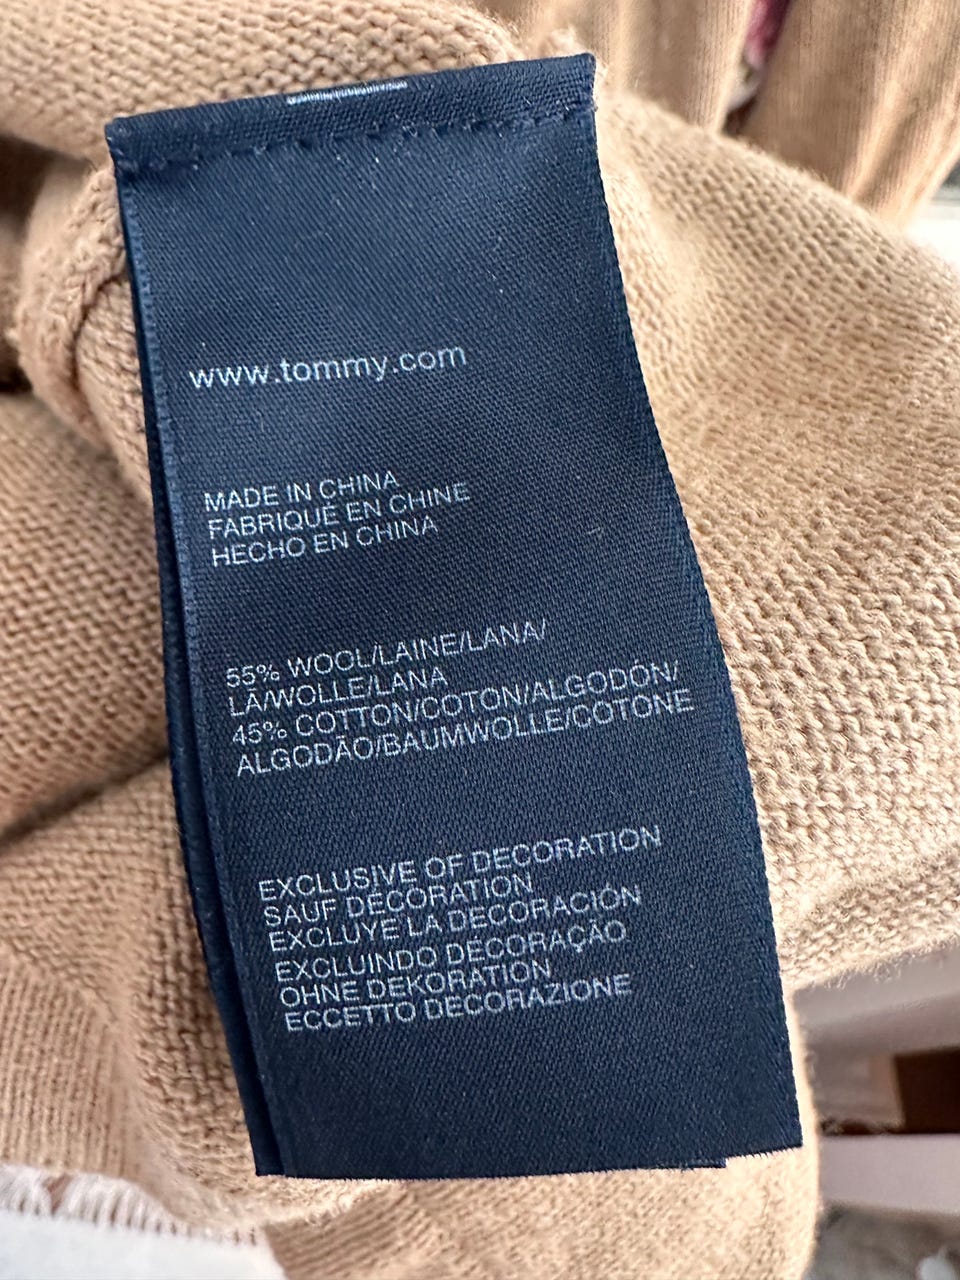 www.tommy.com
MADE IN CHINA
FABRIQUÉ EN CHINE
HECHO EN CHINA
55% WOOL/LAINE/LANA/
LÃ/WOLLE/LANA
45% COTTON/COTON/ALGODÓN/
ALGODÃO/BAUMWOLLE/COTONE
EXCLUSIVE OF DECORATION
SAUF DÉCORATION
EXCLUYE LA DECORACIÓN
EXCLUINDO DECORAÇÃO
OHNE DEKORATION
ECCETTO DECORAZIONE